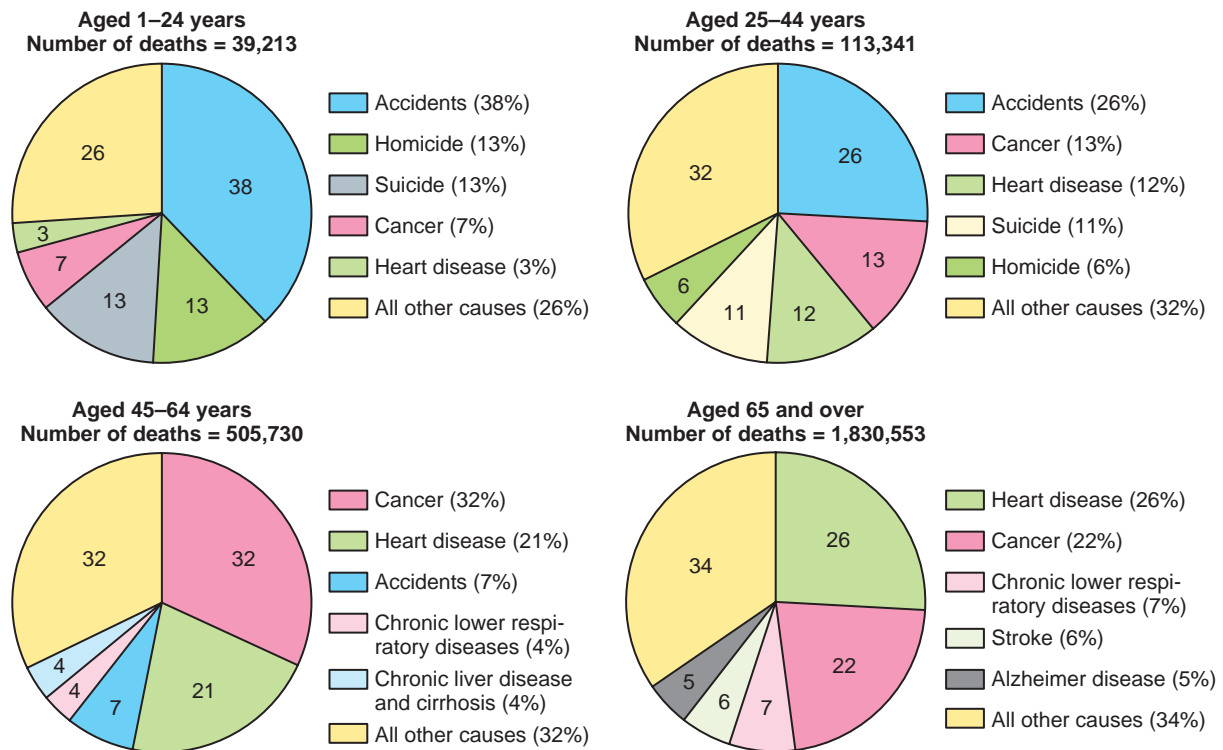 Aged 1–24 years
Number of deaths = 39,213
38
13
13
7
3
26
Accidents (38%)
Homicide (13%)
Suicide (13%)
Cancer (7%)
Heart disease (3%)
All other causes (26%)
Aged 25–44 years
Number of deaths = 113,341
26
13
12
11
6
32
Accidents (26%)
Cancer (13%)
Heart disease (12%)
Suicide (11%)
Homicide (6%)
All other causes (32%)
Aged 45–64 years
Number of deaths = 505,730
32
21
7
4
4
32
Cancer (32%)
Heart disease (21%)
Accidents (7%)
Chronic lower respi-
ratory diseases (4%)
Chronic liver disease
and cirrhosis (4%)
All other causes (32%)
Aged 65 and over
Number of deaths = 1,830,553
26
22
7
6
5
34
Heart disease (26%)
Cancer (22%)
Chronic lower respi-
ratory diseases (7%)
Stroke (6%)
Alzheimer disease (5%)
All other causes (34%)